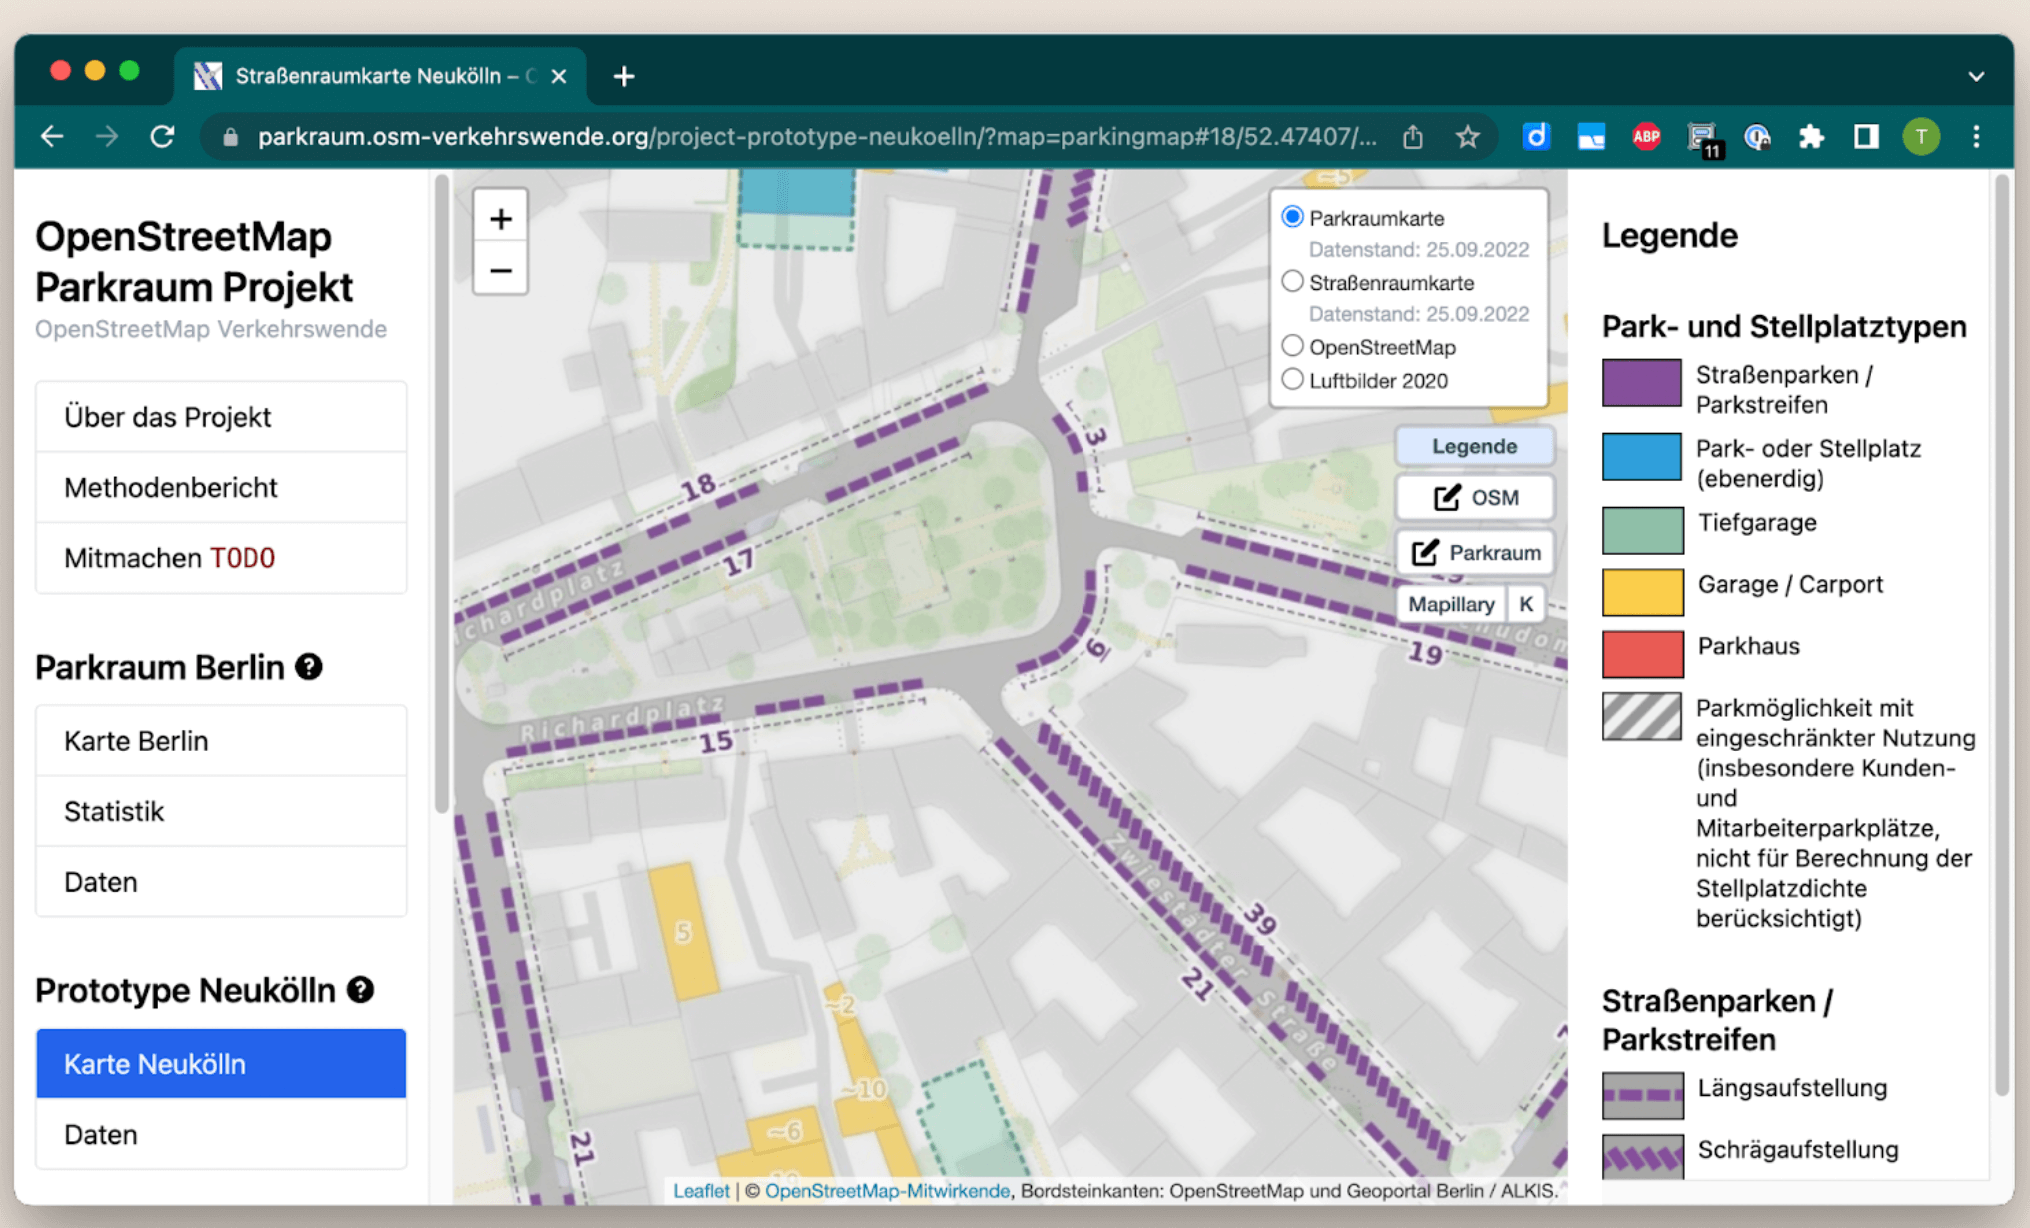 Straßenraumkarte Neukölln –
parkraum.osm-verkehrswende.org/project-prototype-neukoelln/?map=parkingmap#18/52.47407/...
ABP
11
T
OpenStreetMap
Parkraum Projekt
OpenStreetMap Verkehrswende
Über das Projekt
Methodenbericht
Mitmachen TODO
Parkraum Berlin ?
Karte Berlin
Statistik
Daten
Prototype Neukölln ?
Karte Neukölln
Daten
+
−
~5
Parkraumkarte
Datenstand: 25.09.2022
Straßenraumkarte
Datenstand: 25.09.2022
OpenStreetMap
Luftbilder 2020
Legende
OSM
Parkraum
Mapillary K
3
18
17
chardplatz
19
9
Richardplatz
15
39
Zwiestädter Straße
21
5
~2
~10
~6
21
Leaflet | © OpenStreetMap-Mitwirkende, Bordsteinkanten: OpenStreetMap und Geoportal Berlin / ALKIS.
Legende
Park- und Stellplatztypen
Straßenparken /
Parkstreifen
Park- oder Stellplatz
(ebenerdig)
Tiefgarage
Garage / Carport
Parkhaus
Parkmöglichkeit mit
eingeschränkter Nutzung
(insbesondere Kunden-
und
Mitarbeiterparkplätze,
nicht für Berechnung der
Stellplatzdichte
berücksichtigt)
Straßenparken /
Parkstreifen
Längsaufstellung
Schrägaufstellung